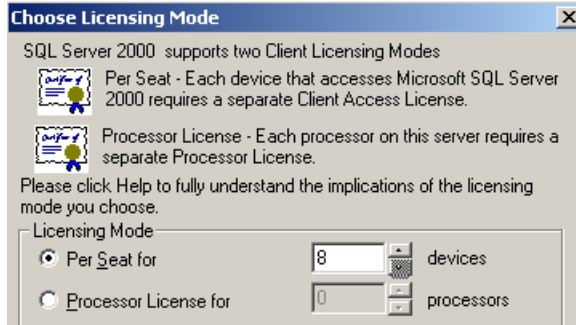 Choose Licensing Mode
SQL Server 2000 supports two Client Licensing Modes
Per Seat - Each device that accesses Microsoft SQL Server
2000 requires a separate Client Access License.
Processor License - Each processor on this server requires a
separate Processor License.
Please click Help to fully understand the implications of the licensing
mode you choose.
Licensing Mode
Per Seat for 8 devices
Processor License for 0 processors